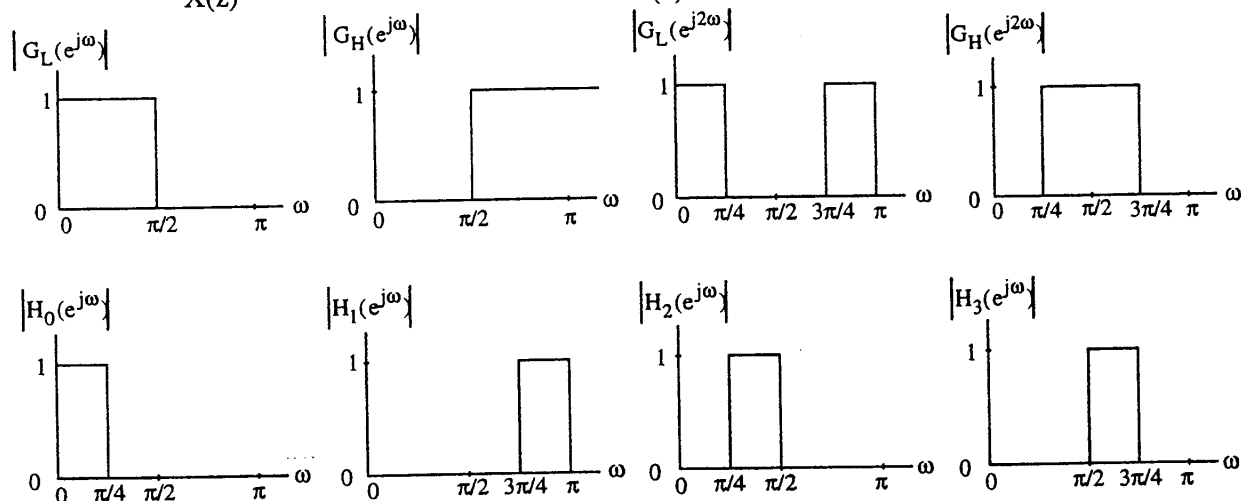 X(z)
|G_L(e^{jω})| |G_H(e^{jω})| |G_L(e^{j2ω})| |G_H(e^{j2ω})|
1 1 1 1
0 0 0 0
0 π/2 π ω
0 π/2 π ω
0 π/4 π/2 3π/4 π ω
0 π/4 π/2 3π/4 π ω
|H_0(e^{jω})| |H_1(e^{jω})| |H_2(e^{jω})| |H_3(e^{jω})|
1 1 1 1
0 0 0 0
0 π/4 π/2 π ω
0 π/2 3π/4 π ω
0 π/4 π/2 π ω
0 π/2 3π/4 π ω